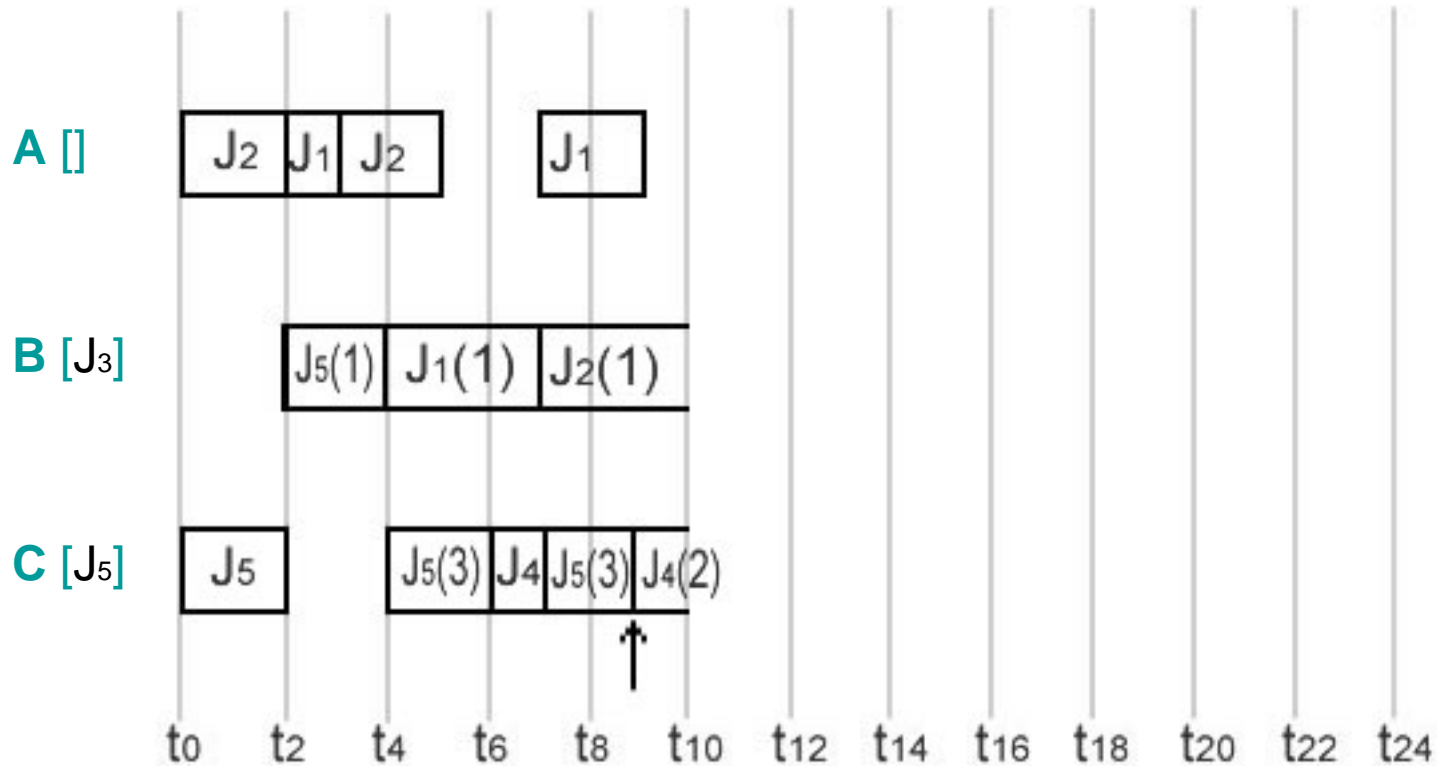 A [] J2 J1 J2 J1
B [J3] J5(1) J1(1) J2(1)
C [J5] J5 J5(3) J4 J5(3) J4(2)
t0 t2 t4 t6 t8 t10 t12 t14 t16 t18 t20 t22 t24